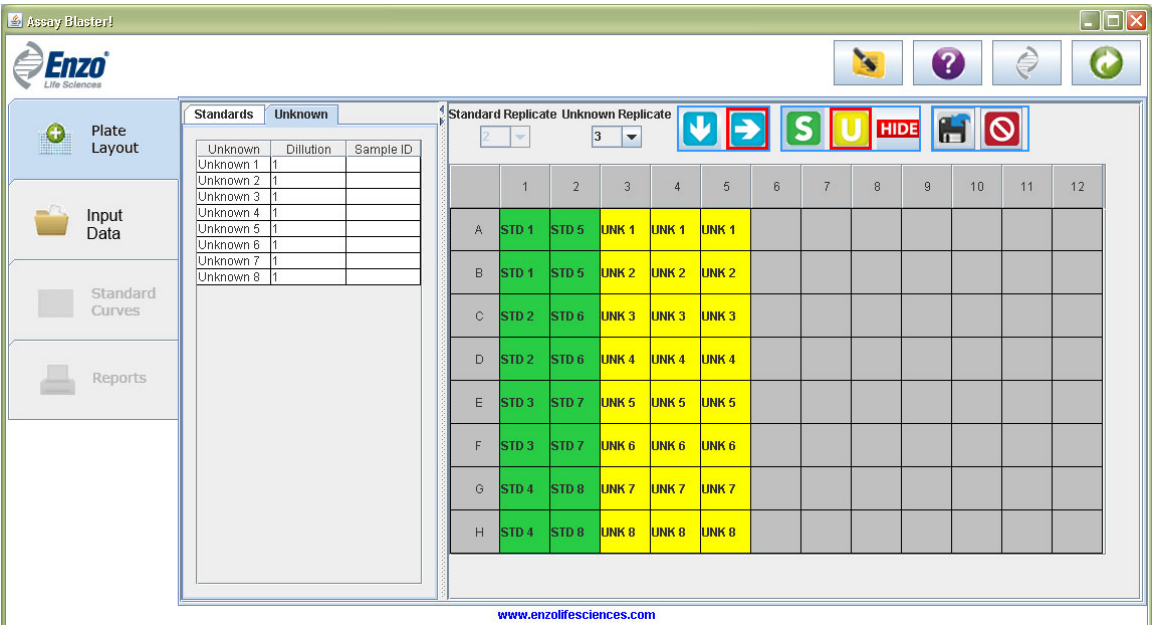 Assay Blaster!
Enzo
Life Sciences
?
Plate
Layout
Input
Data
Standard
Curves
Reports
Standards Unknown
Unknown Dillution Sample ID
Unknown 1 1
Unknown 2 1
Unknown 3 1
Unknown 4 1
Unknown 5 1
Unknown 6 1
Unknown 7 1
Unknown 8 1
Standard Replicate Unknown Replicate
2 3 S U HIDE
1 2 3 4 5 6 7 8 9 10 11 12
A STD 1 STD 5 UNK 1 UNK 1 UNK 1
B STD 1 STD 5 UNK 2 UNK 2 UNK 2
C STD 2 STD 6 UNK 3 UNK 3 UNK 3
D STD 2 STD 6 UNK 4 UNK 4 UNK 4
E STD 3 STD 7 UNK 5 UNK 5 UNK 5
F STD 3 STD 7 UNK 6 UNK 6 UNK 6
G STD 4 STD 8 UNK 7 UNK 7 UNK 7
H STD 4 STD 8 UNK 8 UNK 8 UNK 8
www.enzolifesciences.com